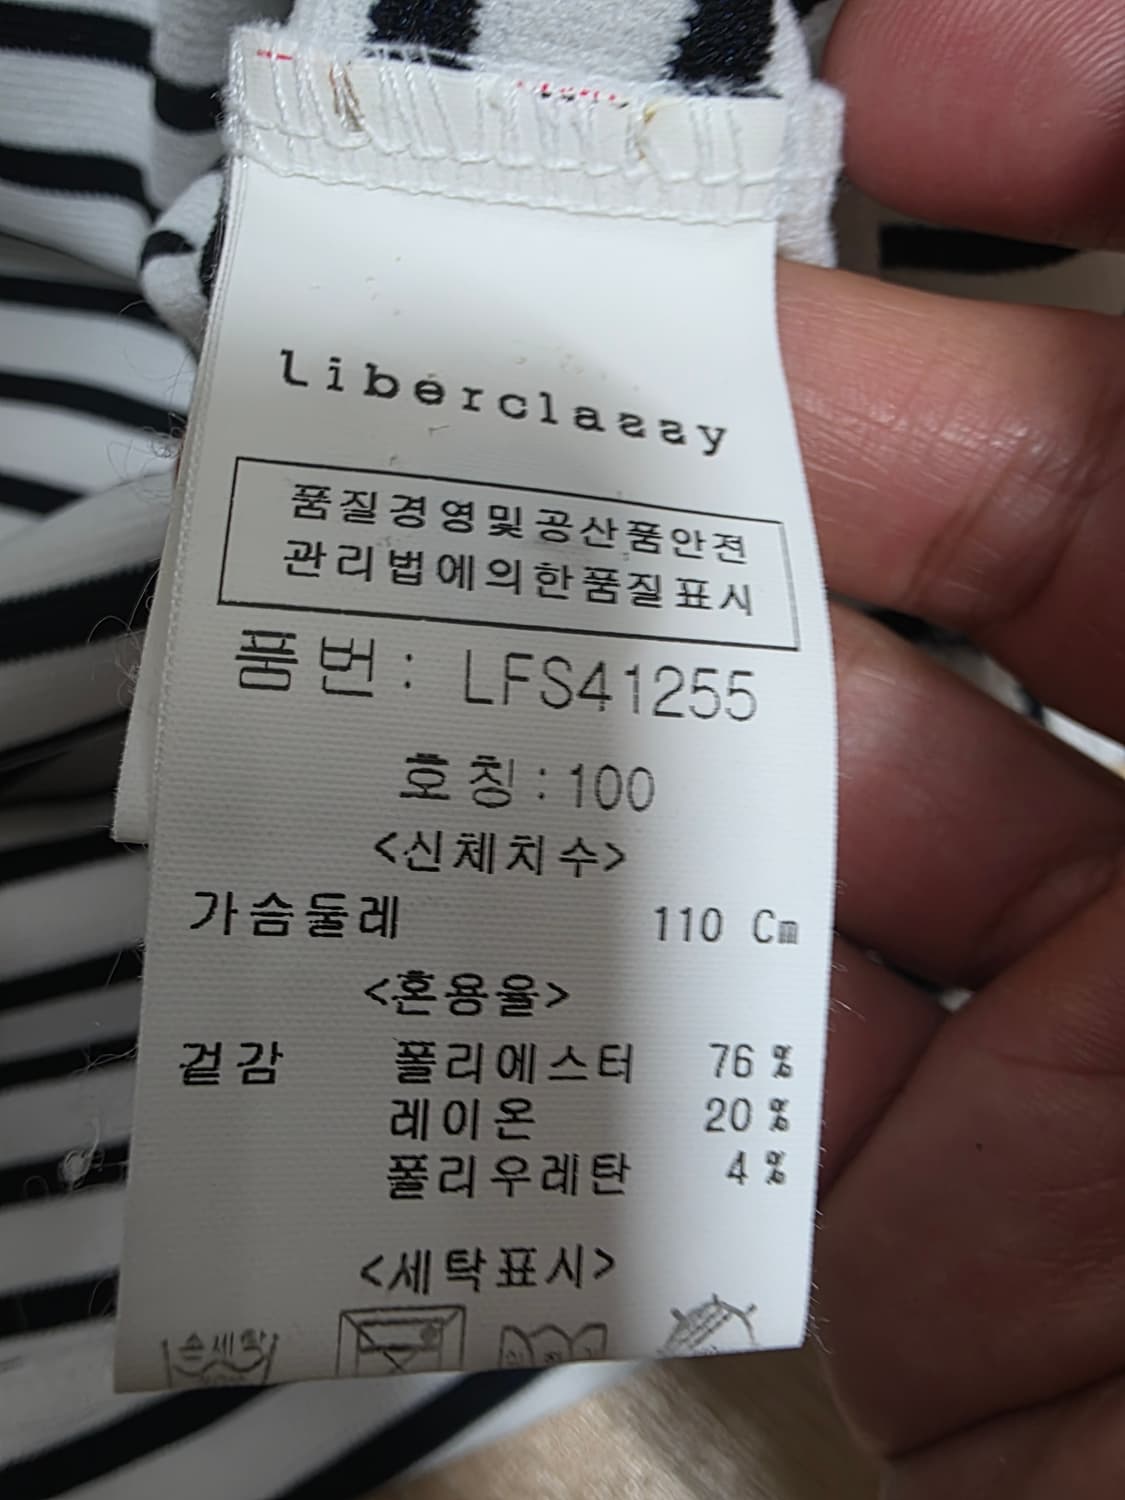 liberclassy
품질경영및공산품안전
관리법에의한품질표시
품번: LFS41255
호칭:100
<신체치수>
가슴둘레 110 Cm
<혼용율>
겉감 폴리에스터 76 %
레이온 20 %
폴리우레탄 4 %
<세탁표시>
손세탁